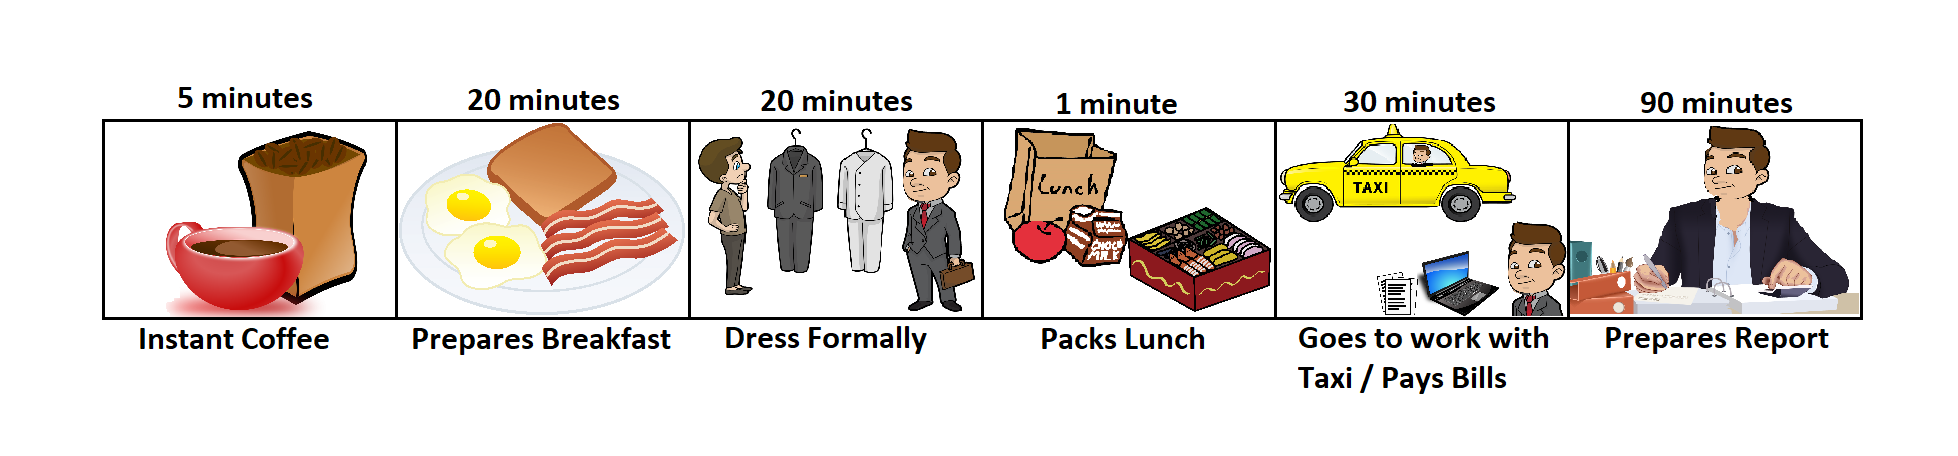 5 minutes
20 minutes
20 minutes
1 minute
30 minutes
90 minutes
Lunch
TAXI
CHOCO
MILK
Instant Coffee
Prepares Breakfast
Dress Formally
Packs Lunch
Goes to work with
Taxi / Pays Bills
Prepares Report